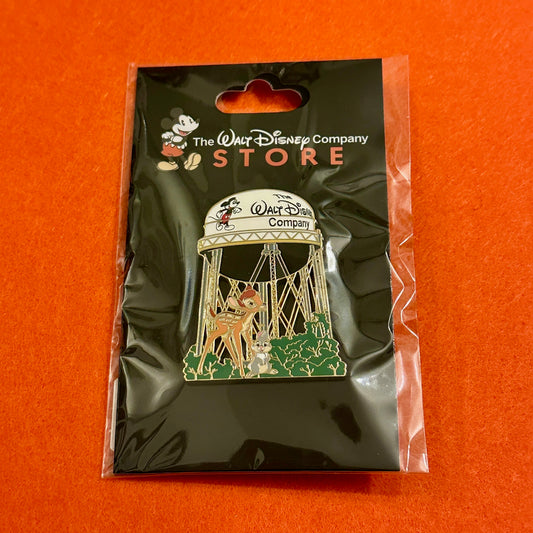 The WALT DISNEY Company
STORE
The
WALT DISNEY
Company